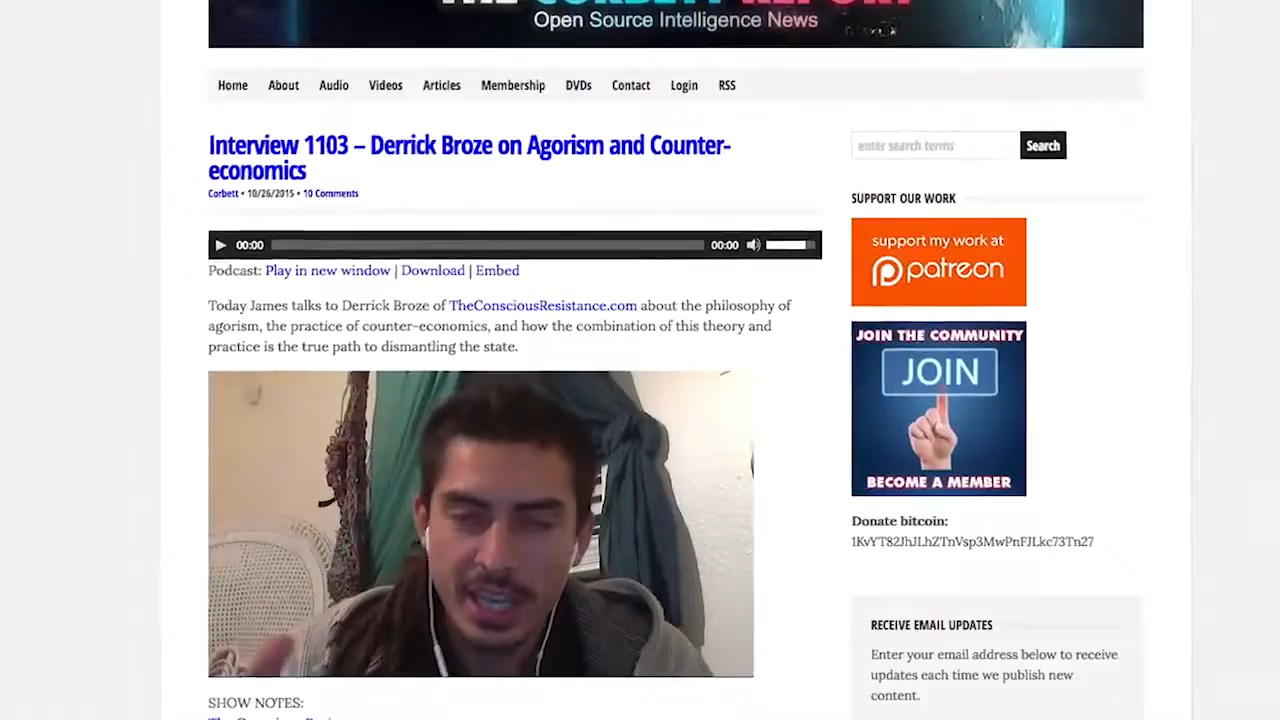 THE CORBETT REPORT
Open Source Intelligence News
Home About Audio Videos Articles Membership DVDs Contact Login RSS
Interview 1103 – Derrick Broze on Agorism and Counter-
economics
Corbett • 10/26/2015 • 10 Comments
00:00 00:00
Podcast: Play in new window | Download | Embed
Today James talks to Derrick Broze of TheConsciousResistance.com about the philosophy of
agorism, the practice of counter-economics, and how the combination of this theory and
practice is the true path to dismantling the state.
SHOW NOTES:
enter search terms Search
SUPPORT OUR WORK
support my work at
patreon
JOIN THE COMMUNITY
JOIN
BECOME A MEMBER
Donate bitcoin:
1KvYT82JhJLhZTnVsp3MwPnFJLkc73Tn27
RECEIVE EMAIL UPDATES
Enter your email address below to receive
updates each time we publish new
content.